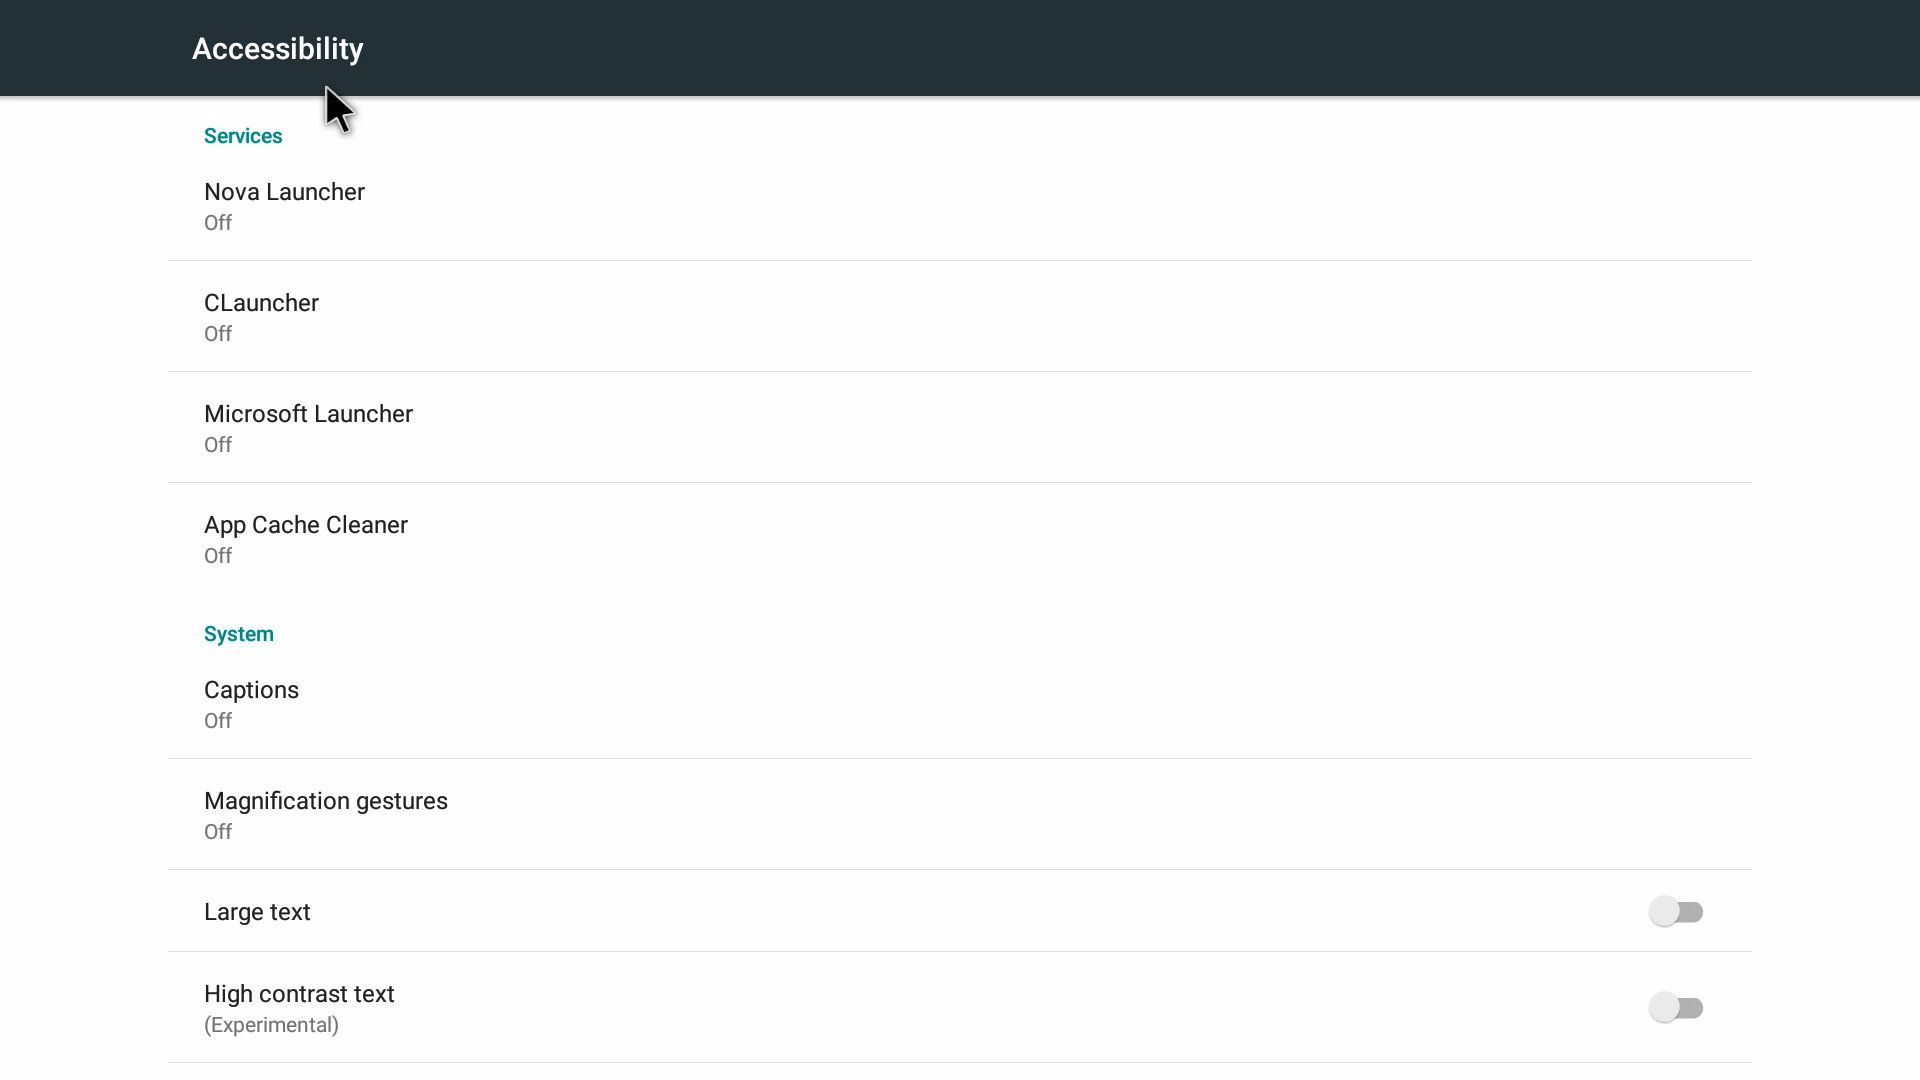 Accessibility
Services
Nova Launcher
Off
CLauncher
Off
Microsoft Launcher
Off
App Cache Cleaner
Off
System
Captions
Off
Magnification gestures
Off
Large text
High contrast text
(Experimental)